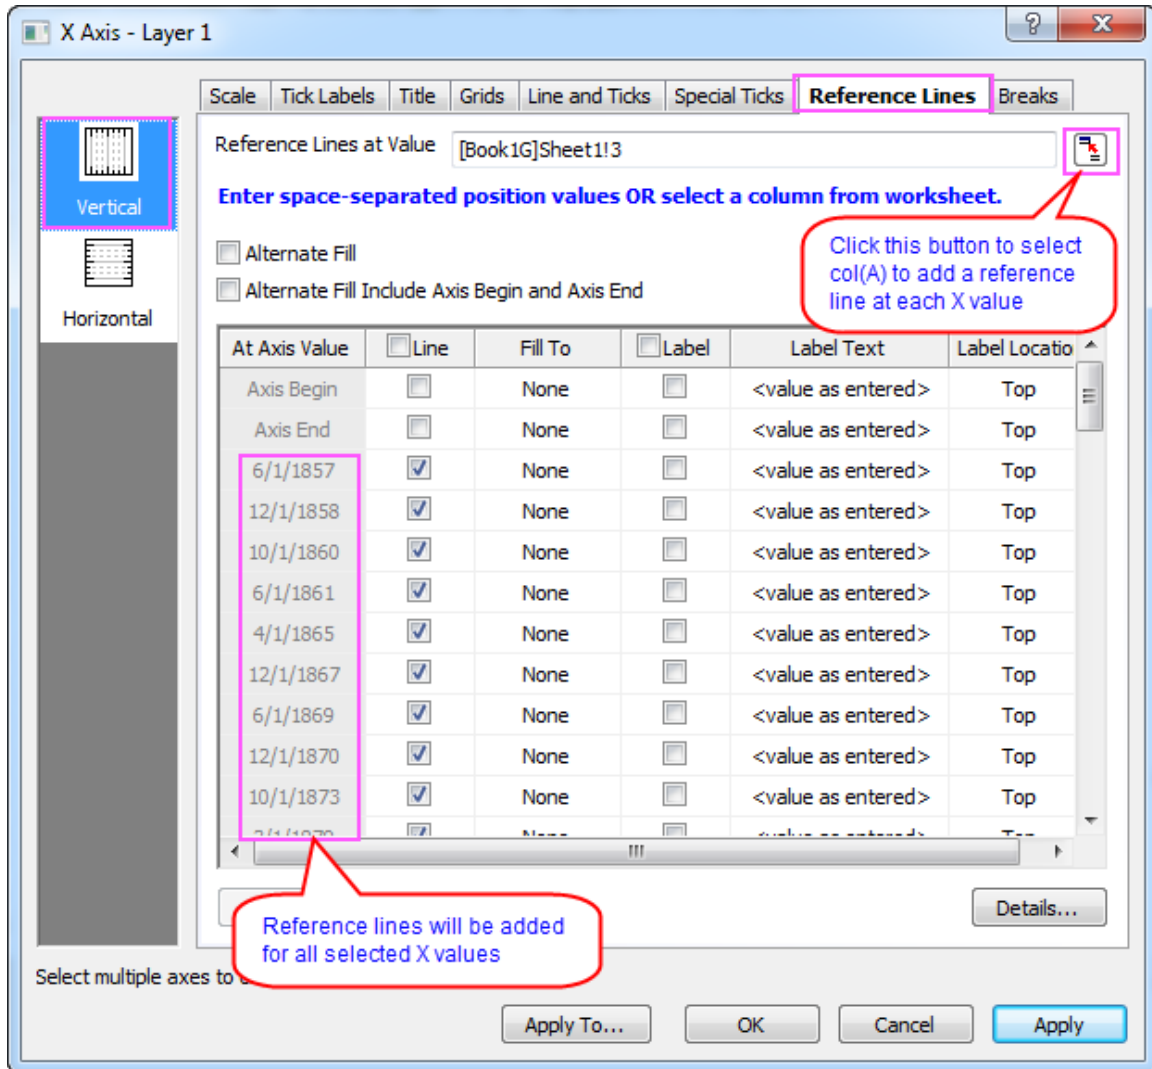 X Axis - Layer 1
Scale Tick Labels Title Grids Line and Ticks Special Ticks Reference Lines Breaks
Vertical
Horizontal
Reference Lines at Value [Book1G]Sheet1!3
Enter space-separated position values OR select a column from worksheet.
Click this button to select
col(A) to add a reference
line at each X value
Alternate Fill
Alternate Fill Include Axis Begin and Axis End
At Axis Value Line Fill To Label Label Text Label Locatio
Axis Begin None <value as entered> Top
Axis End None <value as entered> Top
6/1/1857 None <value as entered> Top
12/1/1858 None <value as entered> Top
10/1/1860 None <value as entered> Top
6/1/1861 None <value as entered> Top
4/1/1865 None <value as entered> Top
12/1/1867 None <value as entered> Top
6/1/1869 None <value as entered> Top
12/1/1870 None <value as entered> Top
10/1/1873 None <value as entered> Top
Reference lines will be added
for all selected X values
Details...
Select multiple axes to
Apply To... OK Cancel Apply